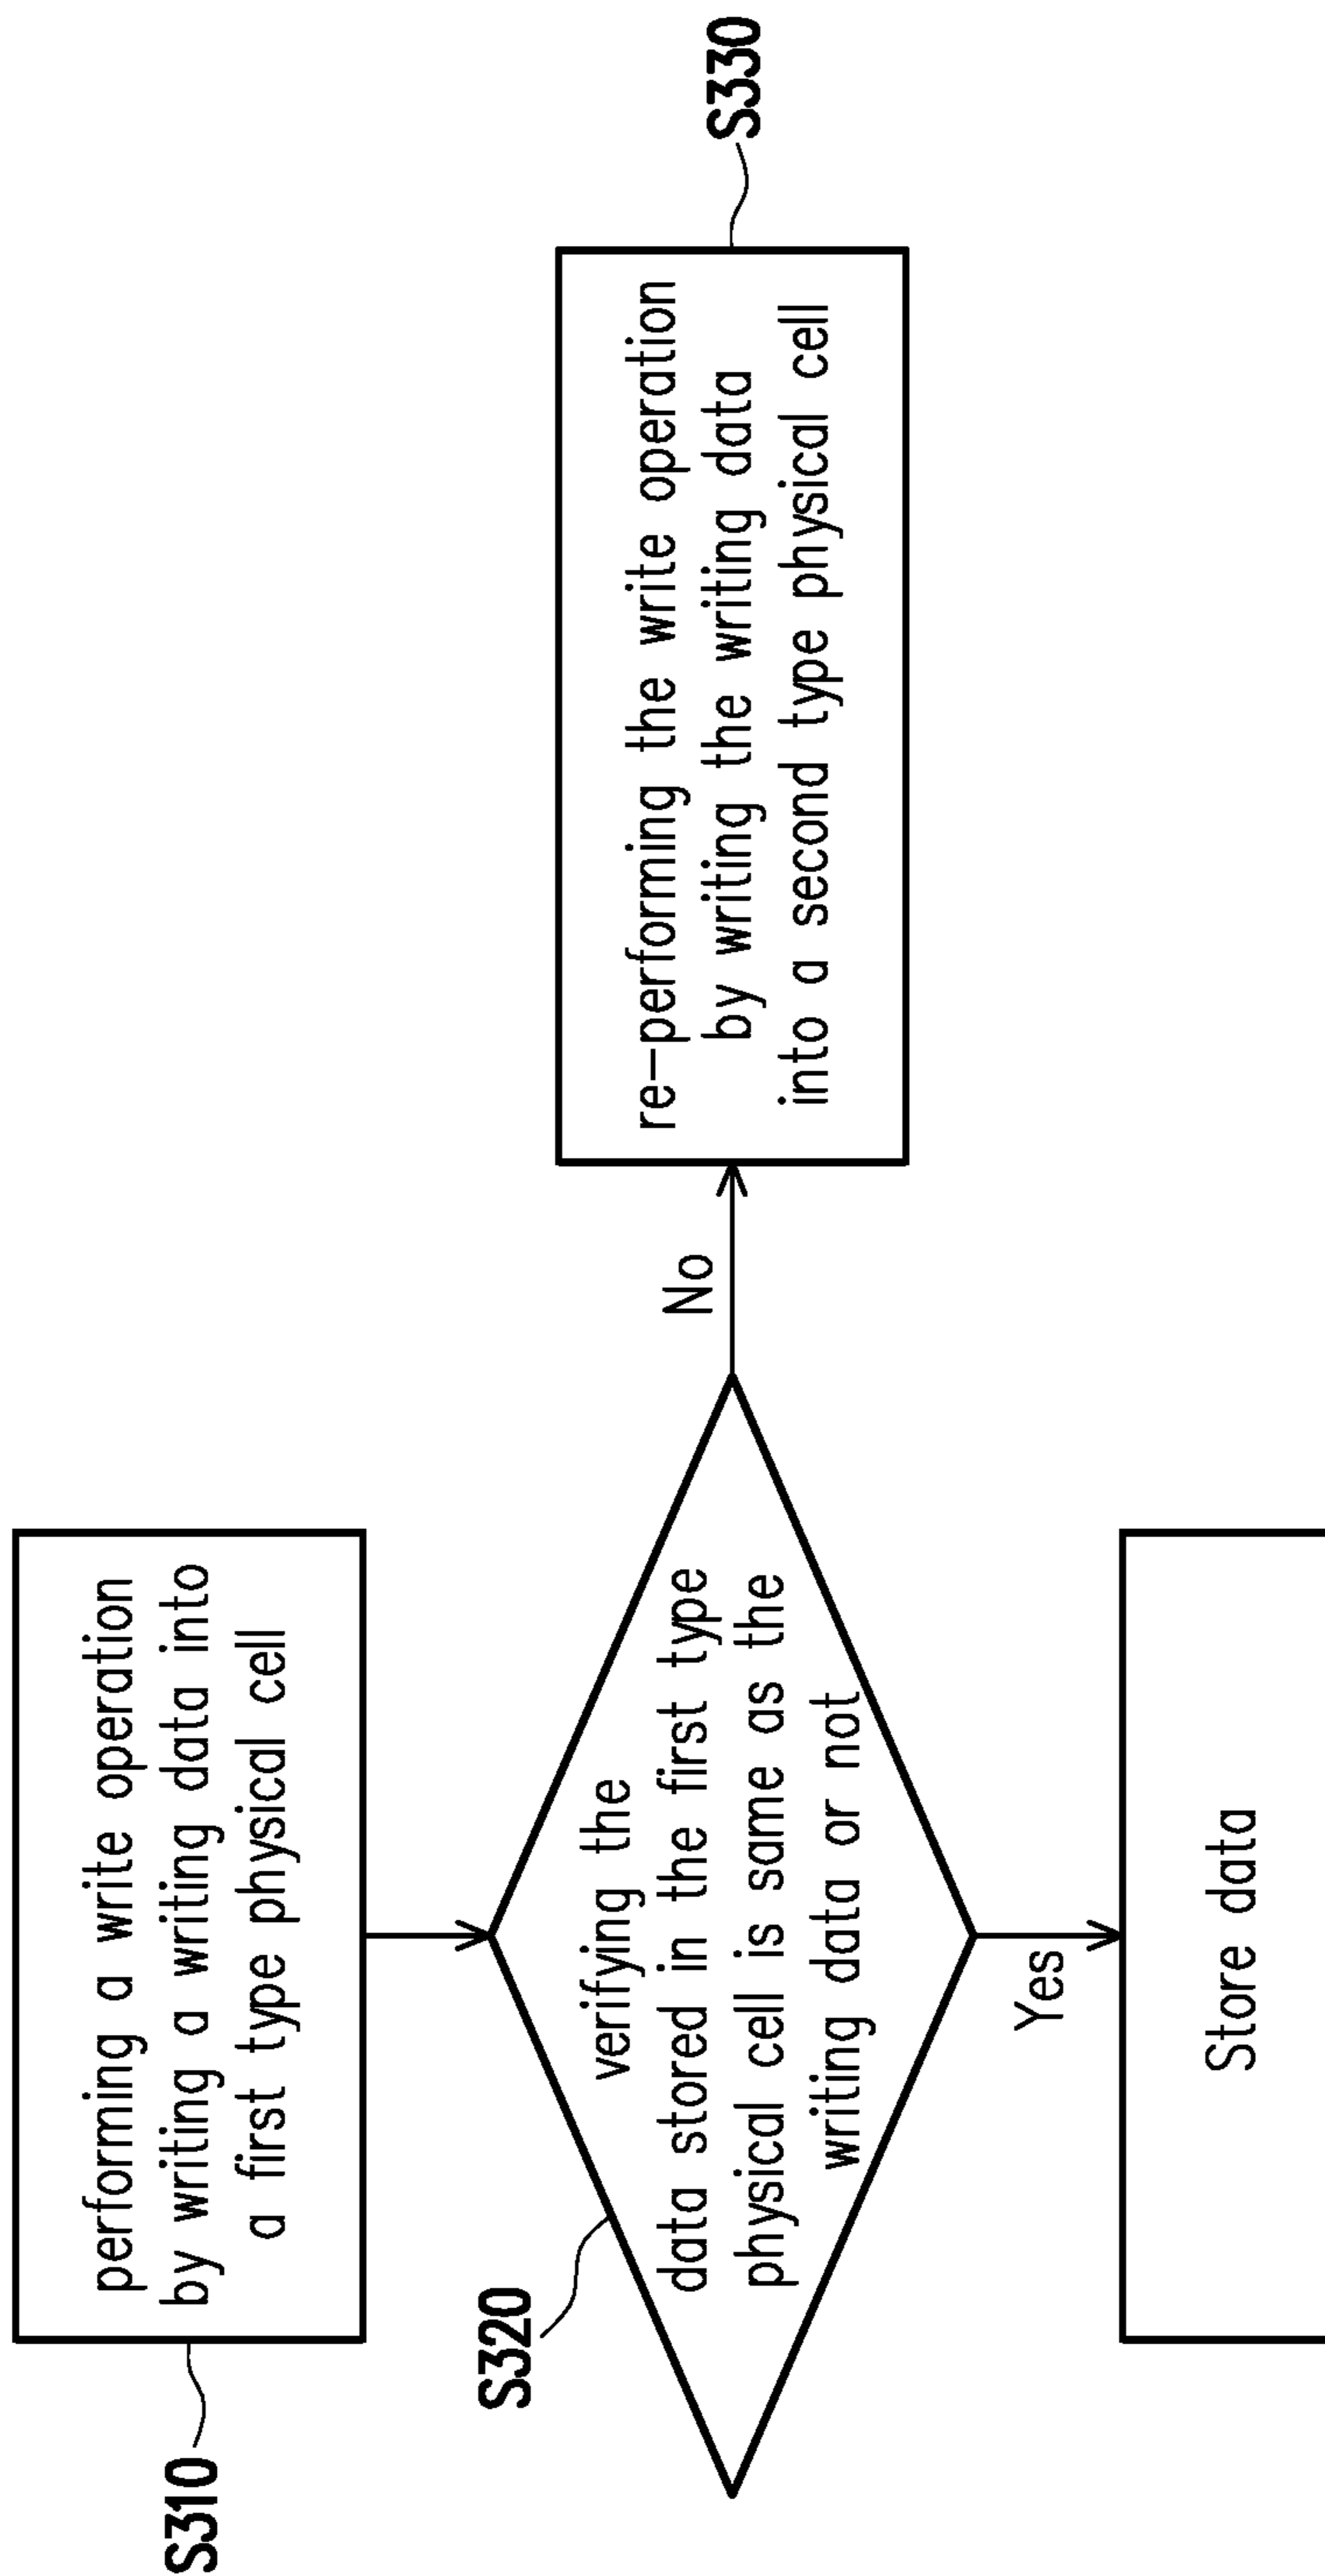 S310
performing a write operation
by writing a writing data into
a first type physical cell
S320
verifying the
data stored in the first type
physical cell is same as the
writing data or not
No
re-performing the write operation
by writing the writing data
into a second type physical cell
S330
Yes
Store data